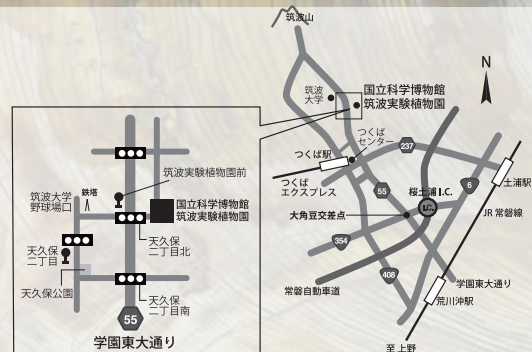 筑波山
筑波
大学
国立科学博物館
筑波実験植物園
N
つくば
センター
つくば駅
237
つくば
エクスプレス
55
桜土浦I.C.
I.C.
6
土浦駅
JR 常磐線
大角豆交差点
354
408
常磐自動車道
学園東大通り
荒川沖駅
至 上野
筑波実験植物園前
鉄塔
筑波大学
野球場口
国立科学博物館
筑波実験植物園
天久保
二丁目
天久保
二丁目北
天久保公園
天久保
二丁目南
55
学園東大通り